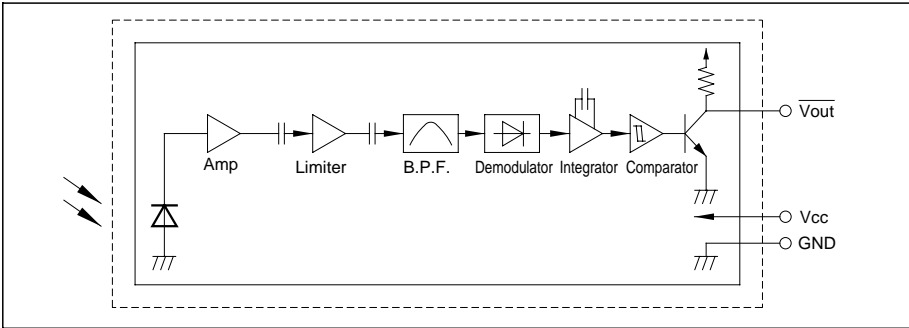 Vout
Amp
Limiter
B.P.F.
Demodulator
Integrator
Comparator
Vcc
GND